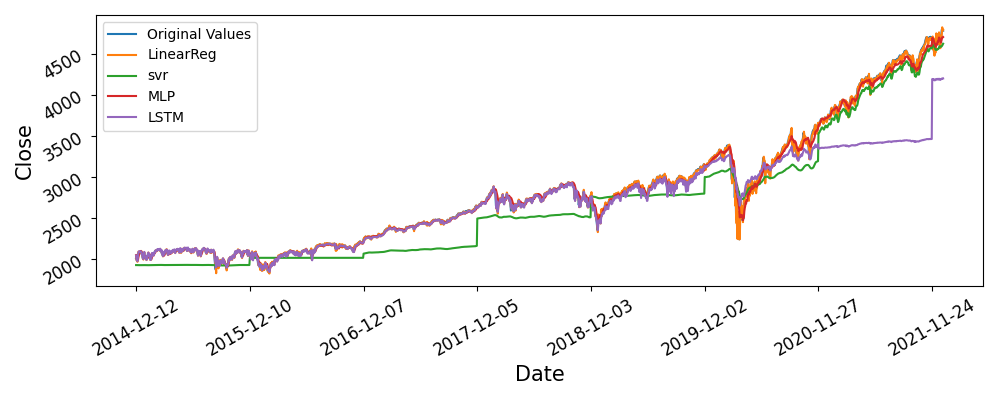 Original Values
LinearReg
svr
MLP
LSTM
Close
4500
4000
3500
3000
2500
2000
2014-12-12
2015-12-10
2016-12-07
2017-12-05
2018-12-03
2019-12-02
2020-11-27
2021-11-24
Date